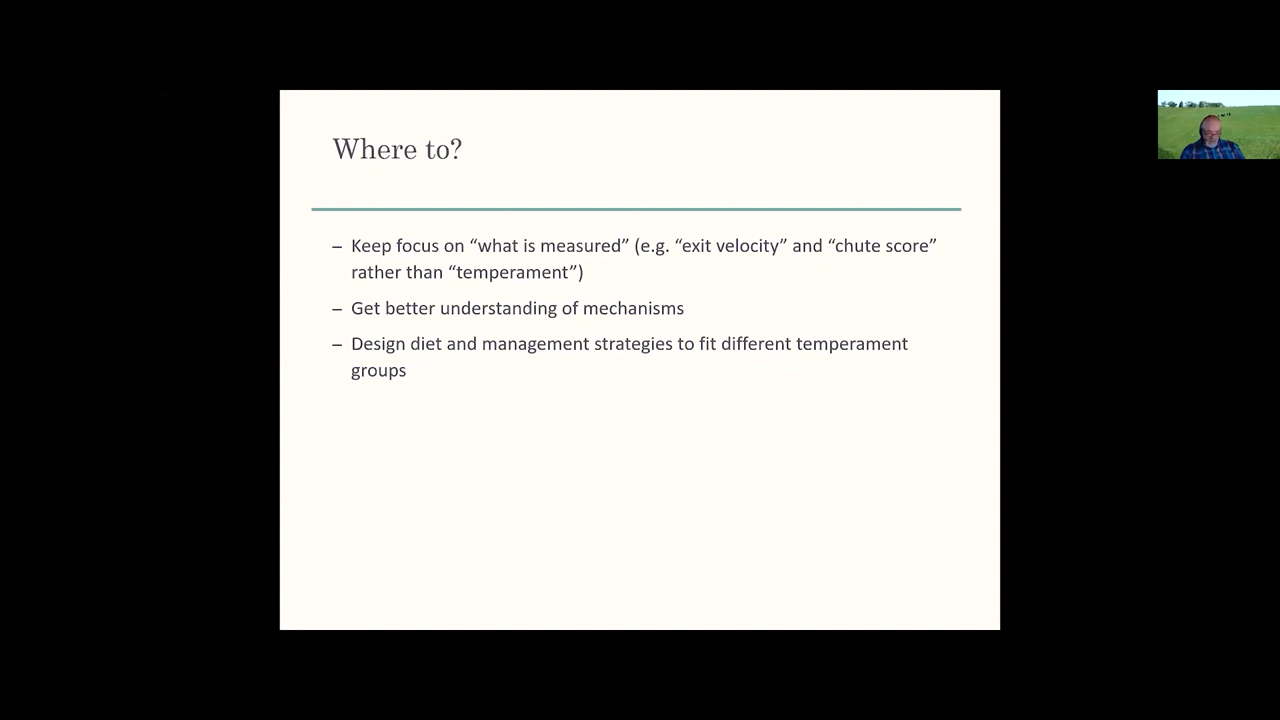 Where to?
– Keep focus on “what is measured” (e.g. “exit velocity” and “chute score”
rather than “temperament”)
– Get better understanding of mechanisms
– Design diet and management strategies to fit different temperament
groups